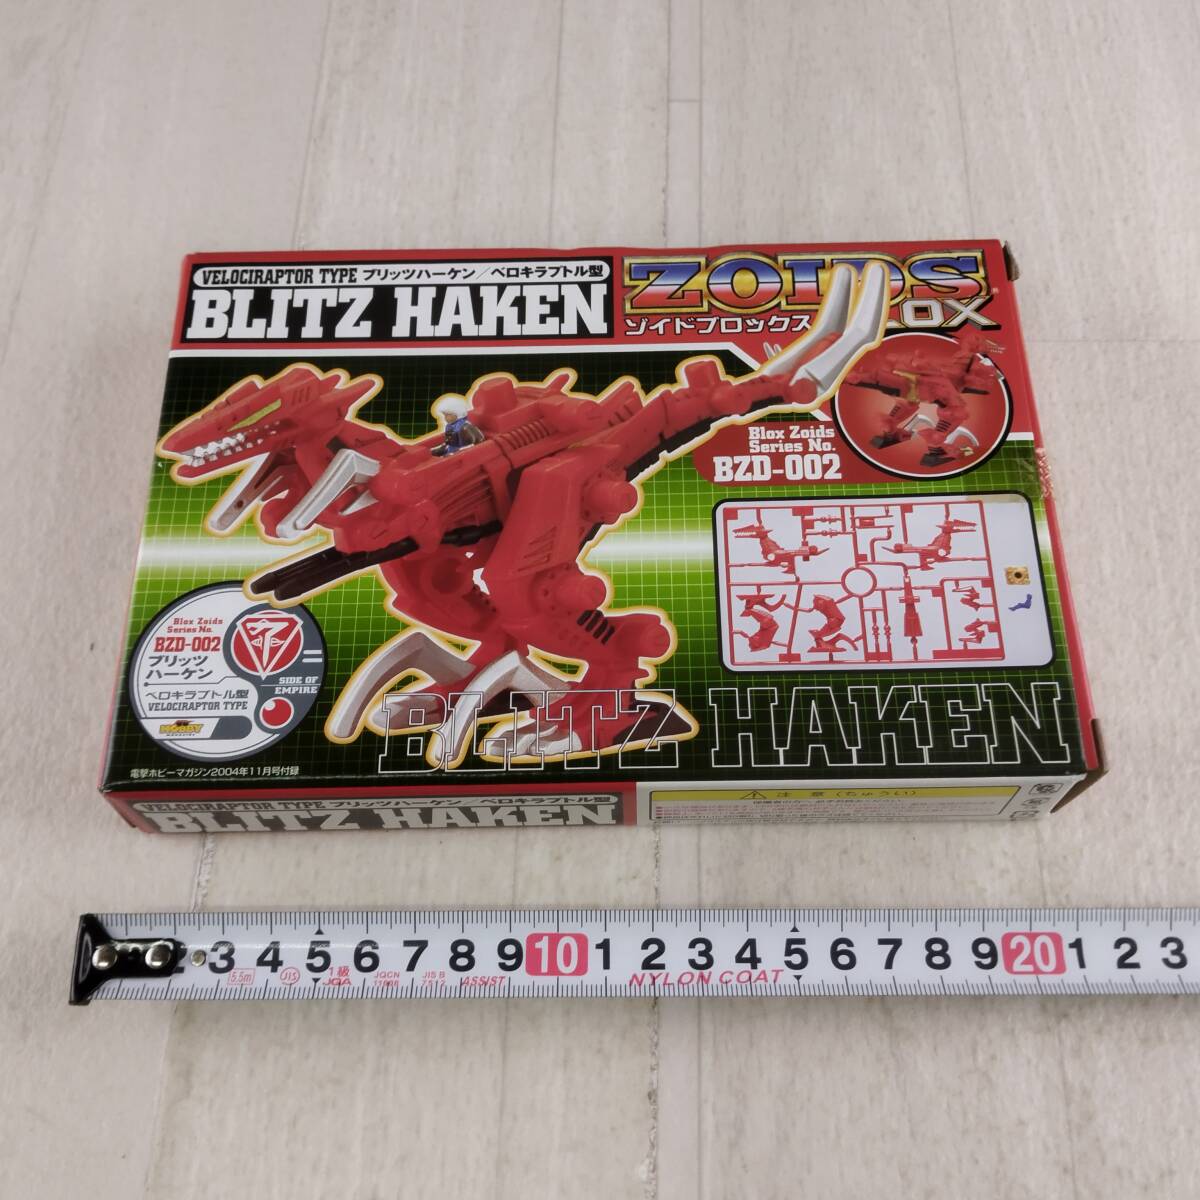 VELOCIRAPTOR TYPE ブリッツハーケン／ベロキラプトル型
BLITZ HAKEN
ZOIDS
ゾイドブロックス
Blox Zoids
Series No.
BZD-002
Blox Zoids
Series No.
BZD-002
ブリッツ
ハーケン
ベロキラプトル型
VELOCIRAPTOR TYPE
SIDE OF
EMPIRE
HOBBY
BLITZ HAKEN
電撃ホビーマガジン2004年11月号付録
VELOCIRAPTOR TYPE ブリッツハーケン／ベロキラプトル型
BLITZ HAKEN
注意（ちゅうい）
2 3 4 5 6 7 8 9 10 1 2 3 4 5 6 7 8 9 20 1 2 3
5.5m JIS 1級 JQA JIS B 7512 ASSIST NYLON COAT